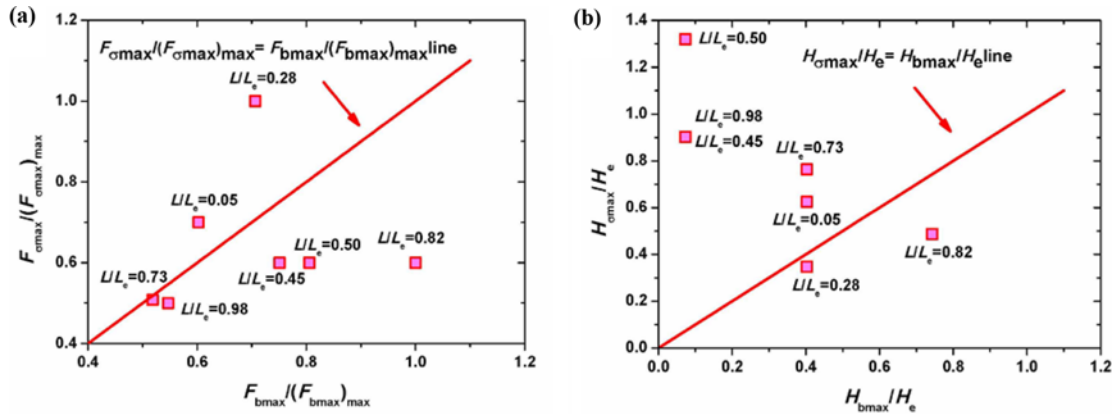 (a)
1.2
1.0
0.8
0.6
0.4
0.4
0.6
0.8
1.0
1.2
Fσmax/(Fσmax)max
Fbmax/(Fbmax)max
Fσmax/(Fσmax)max= Fbmax/(Fbmax)maxline
L/Le=0.28
L/Le=0.05
L/Le=0.50
L/Le=0.82
L/Le=0.73
L/Le=0.45
L/Le=0.98
(b)
1.4
1.2
1.0
0.8
0.6
0.4
0.2
0.0
0.0
0.2
0.4
0.6
0.8
1.0
1.2
Hσmax/He
Hbmax/He
L/Le=0.50
Hσmax/He= Hbmax/Heline
L/Le=0.98
L/Le=0.45
L/Le=0.73
L/Le=0.05
L/Le=0.82
L/Le=0.28